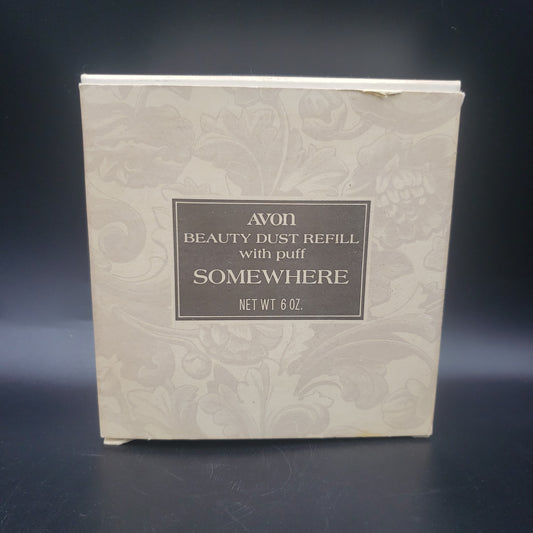 AVON
BEAUTY DUST REFILL
with puff
SOMEWHERE
NET WT 6 OZ.